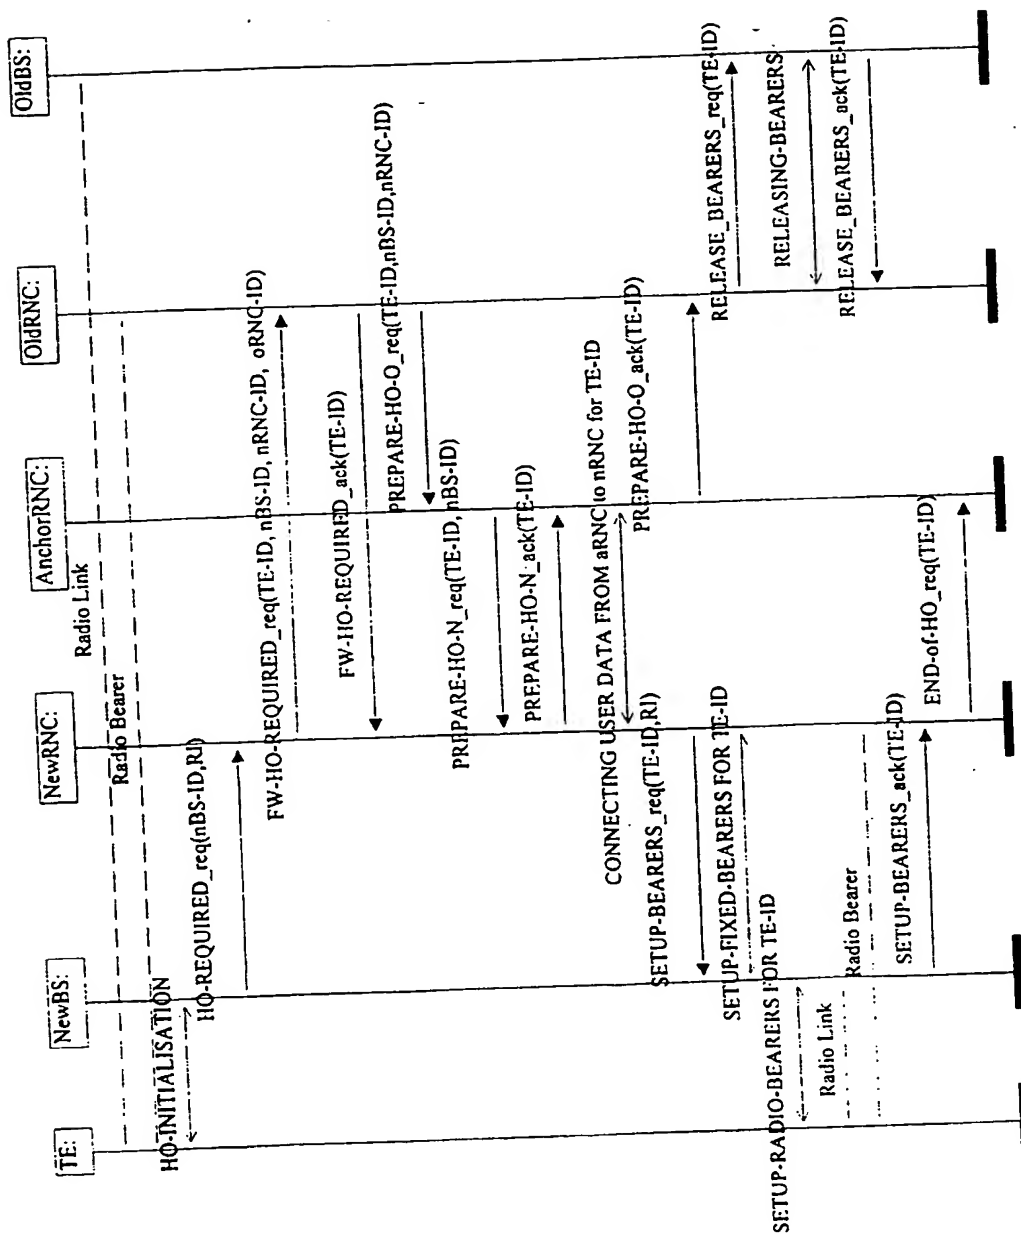 TE:
NewBS:
NewRNC:
AnchorRNC:
OldRNC:
OldBS:
Radio Link
Radio Bearer
HO-INITIALISATION
HO-REQUIRED_req(nBS-ID,RI)
FW-HO-REQUIRED_req(TE-ID, nBS-ID, nRNC-ID, oRNC-ID)
FW-HO-REQUIRED_ack(TE-ID)
PREPARE-HO-O_req(TE-ID,nBS-ID,nRNC-ID)
PREPARE-HO-N_req(TE-ID, nBS-ID)
PREPARE-HO-N_ack(TE-ID)
CONNECTING USER DATA FROM aRNC to nRNC for TE-ID
PREPARE-HO-O_ack(TE-ID)
SETUP-BEARERS_req(TE-ID,RI)
RELEASE_BEARERS_req(TE-ID)
SETUP-FIXED-BEARERS FOR TE-ID
RELEASING-BEARERS
SETUP-RADIO-BEARERS FOR TE-ID
RELEASE_BEARERS_ack(TE-ID)
Radio Link
Radio Bearer
SETUP-BEARERS_ack(TE-ID)
END-of-HO_req(TE-ID)